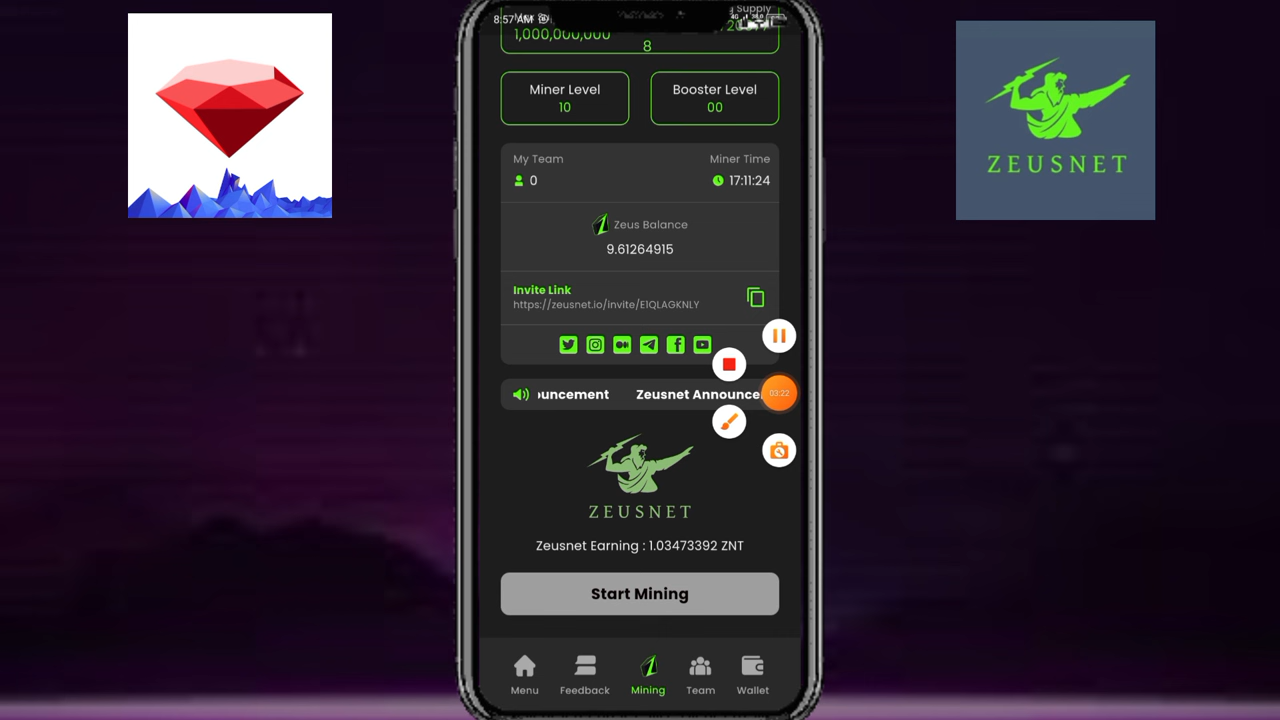 8:57 AM
Supply
1,000,000,000
8
Miner Level
10
Booster Level
00
My Team
0
Miner Time
17:11:24
Zeus Balance
9.61264915
Invite Link
https://zeusnet.io/invite/E1QLAGKNLY
ouncement Zeusnet Announce
03:22
ZEUSNET
Zeusnet Earning : 1.03473392 ZNT
Start Mining
Menu
Feedback
Mining
Team
Wallet
ZEUSNET